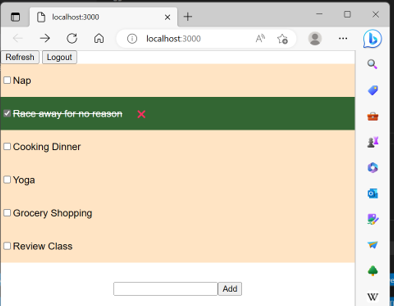 localhost:3000
localhost:3000
Refresh Logout
Nap
Race away for no reason
Cooking Dinner
Yoga
Grocery Shopping
Review Class
Add